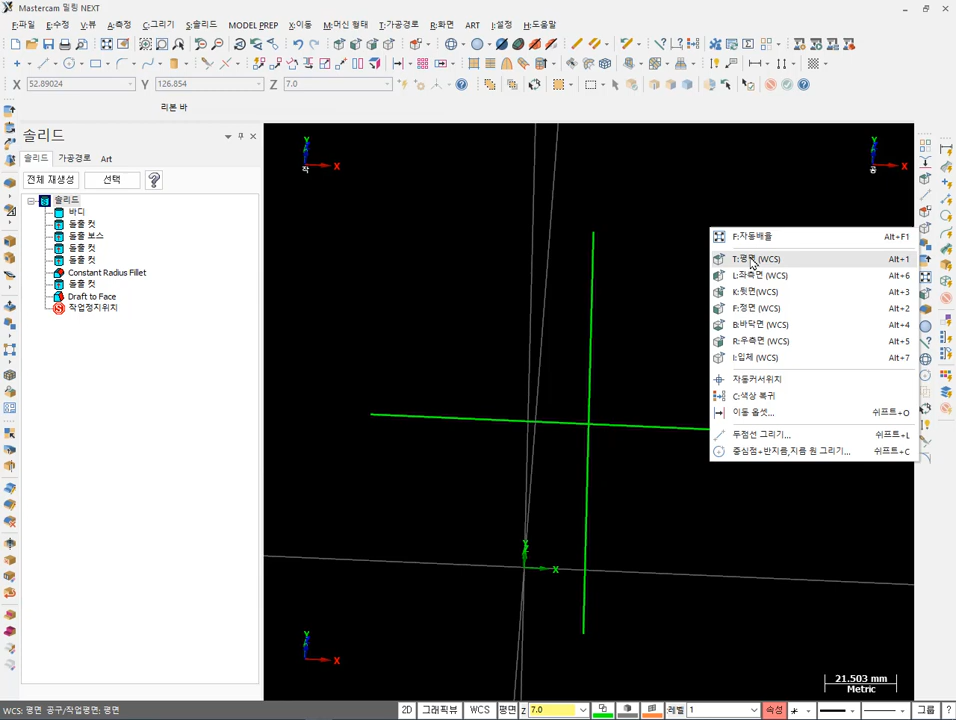 Mastercam 밀링 NEXT
F:파일 E:수정 V:뷰 A:측정 C:그리기 S:솔리드 MODEL PREP X:이동 M:머신 형태 T:가공경로 R:화면 ART I:설정 H:도움말
X 52.89024 Y 126.854 Z 7.0
리본 바
솔리드
솔리드 가공경로 Art
전체 재생성 선택 ?
솔리드
바디
돌출 컷
돌출 보스
돌출 컷
돌출 컷
Constant Radius Fillet
돌출 컷
Draft to Face
작업정지위치
Y X 작
Y X 공
F:자동배율 Alt+F1
T:평면 (WCS) Alt+1
L:좌측면 (WCS) Alt+6
K:뒷면(WCS) Alt+3
F:정면 (WCS) Alt+2
B:바닥면 (WCS) Alt+4
R:우측면 (WCS) Alt+5
I:입체 (WCS) Alt+7
자동커서위치
C:색상 복귀
이동 옵셋... 쉬프트+O
두점선 그리기... 쉬프트+L
중심점+반지름,지름 원 그리기... 쉬프트+C
X
Y X
21.503 mm
Metric
WCS: 평면 공구/작업평면: 평면 2D 그래픽뷰 WCS 평면 Z 7.0 레벨 1 속성 그룹 ?